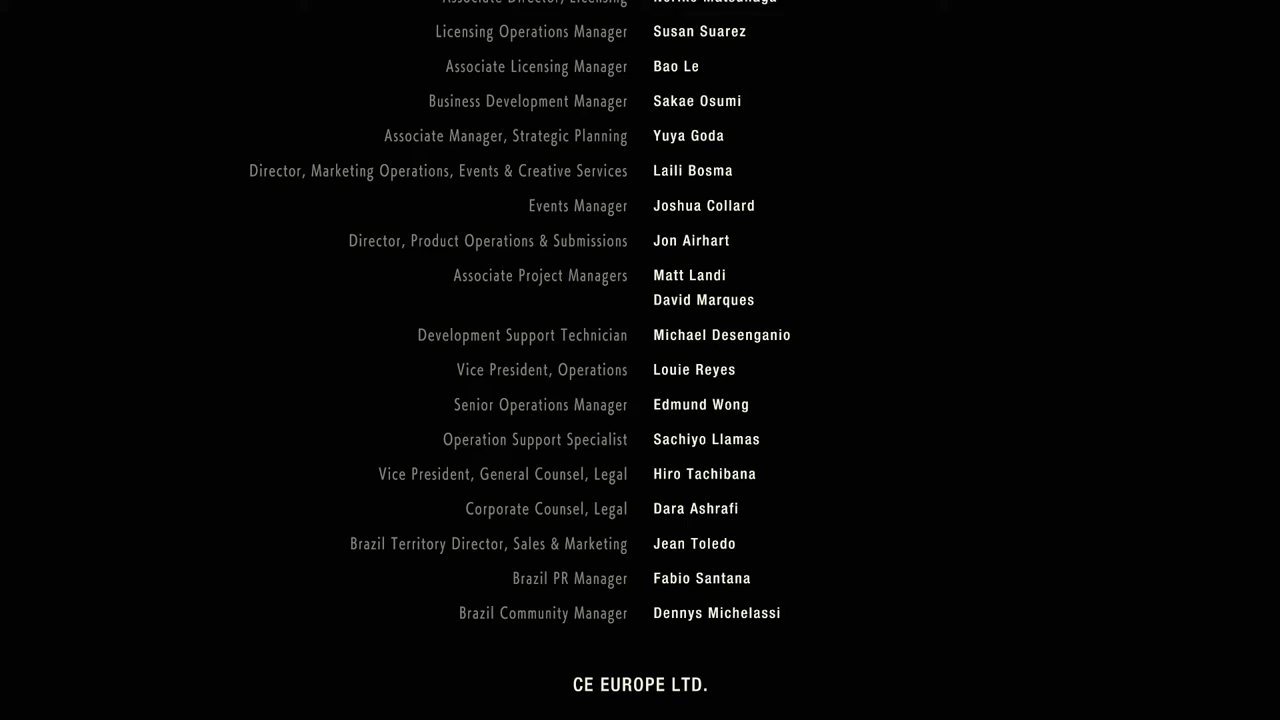 Licensing Operations Manager Susan Suarez
Associate Licensing Manager Bao Le
Business Development Manager Sakae Osumi
Associate Manager, Strategic Planning Yuya Goda
Director, Marketing Operations, Events & Creative Services Laili Bosma
Events Manager Joshua Collard
Director, Product Operations & Submissions Jon Airhart
Associate Project Managers Matt Landi
David Marques
Development Support Technician Michael Desenganio
Vice President, Operations Louie Reyes
Senior Operations Manager Edmund Wong
Operation Support Specialist Sachiyo Llamas
Vice President, General Counsel, Legal Hiro Tachibana
Corporate Counsel, Legal Dara Ashrafi
Brazil Territory Director, Sales & Marketing Jean Toledo
Brazil PR Manager Fabio Santana
Brazil Community Manager Dennys Michelassi
CE EUROPE LTD.